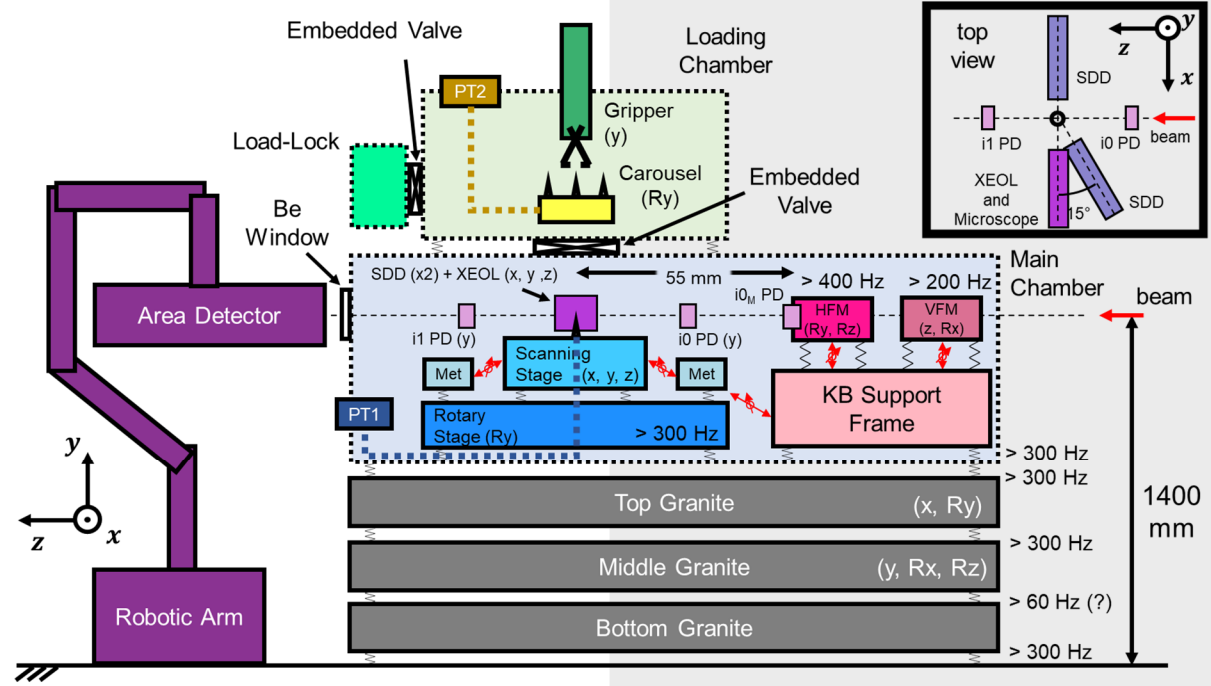 Embedded Valve
Loading
Chamber
PT2
Gripper
(y)
Load-Lock
Carousel
(Ry)
Embedded
Valve
Be
Window
top
view
y
z
x
SDD
i1 PD
i0 PD
beam
XEOL
and
Microscope
15°
SDD
SDD (x2) + XEOL (x, y ,z)
55 mm
> 400 Hz
> 200 Hz
Main
Chamber
i0M PD
beam
Area Detector
HFM
(Ry, Rz)
VFM
(z, Rx)
i1 PD (y)
i0 PD (y)
Scanning
Stage (x, y, z)
Met
Met
KB Support
Frame
PT1
Rotary
Stage (Ry)
> 300 Hz
> 300 Hz
> 300 Hz
y
z
x
Top Granite
(x, Ry)
1400
mm
> 300 Hz
Middle Granite
(y, Rx, Rz)
> 60 Hz (?)
Robotic Arm
Bottom Granite
> 300 Hz